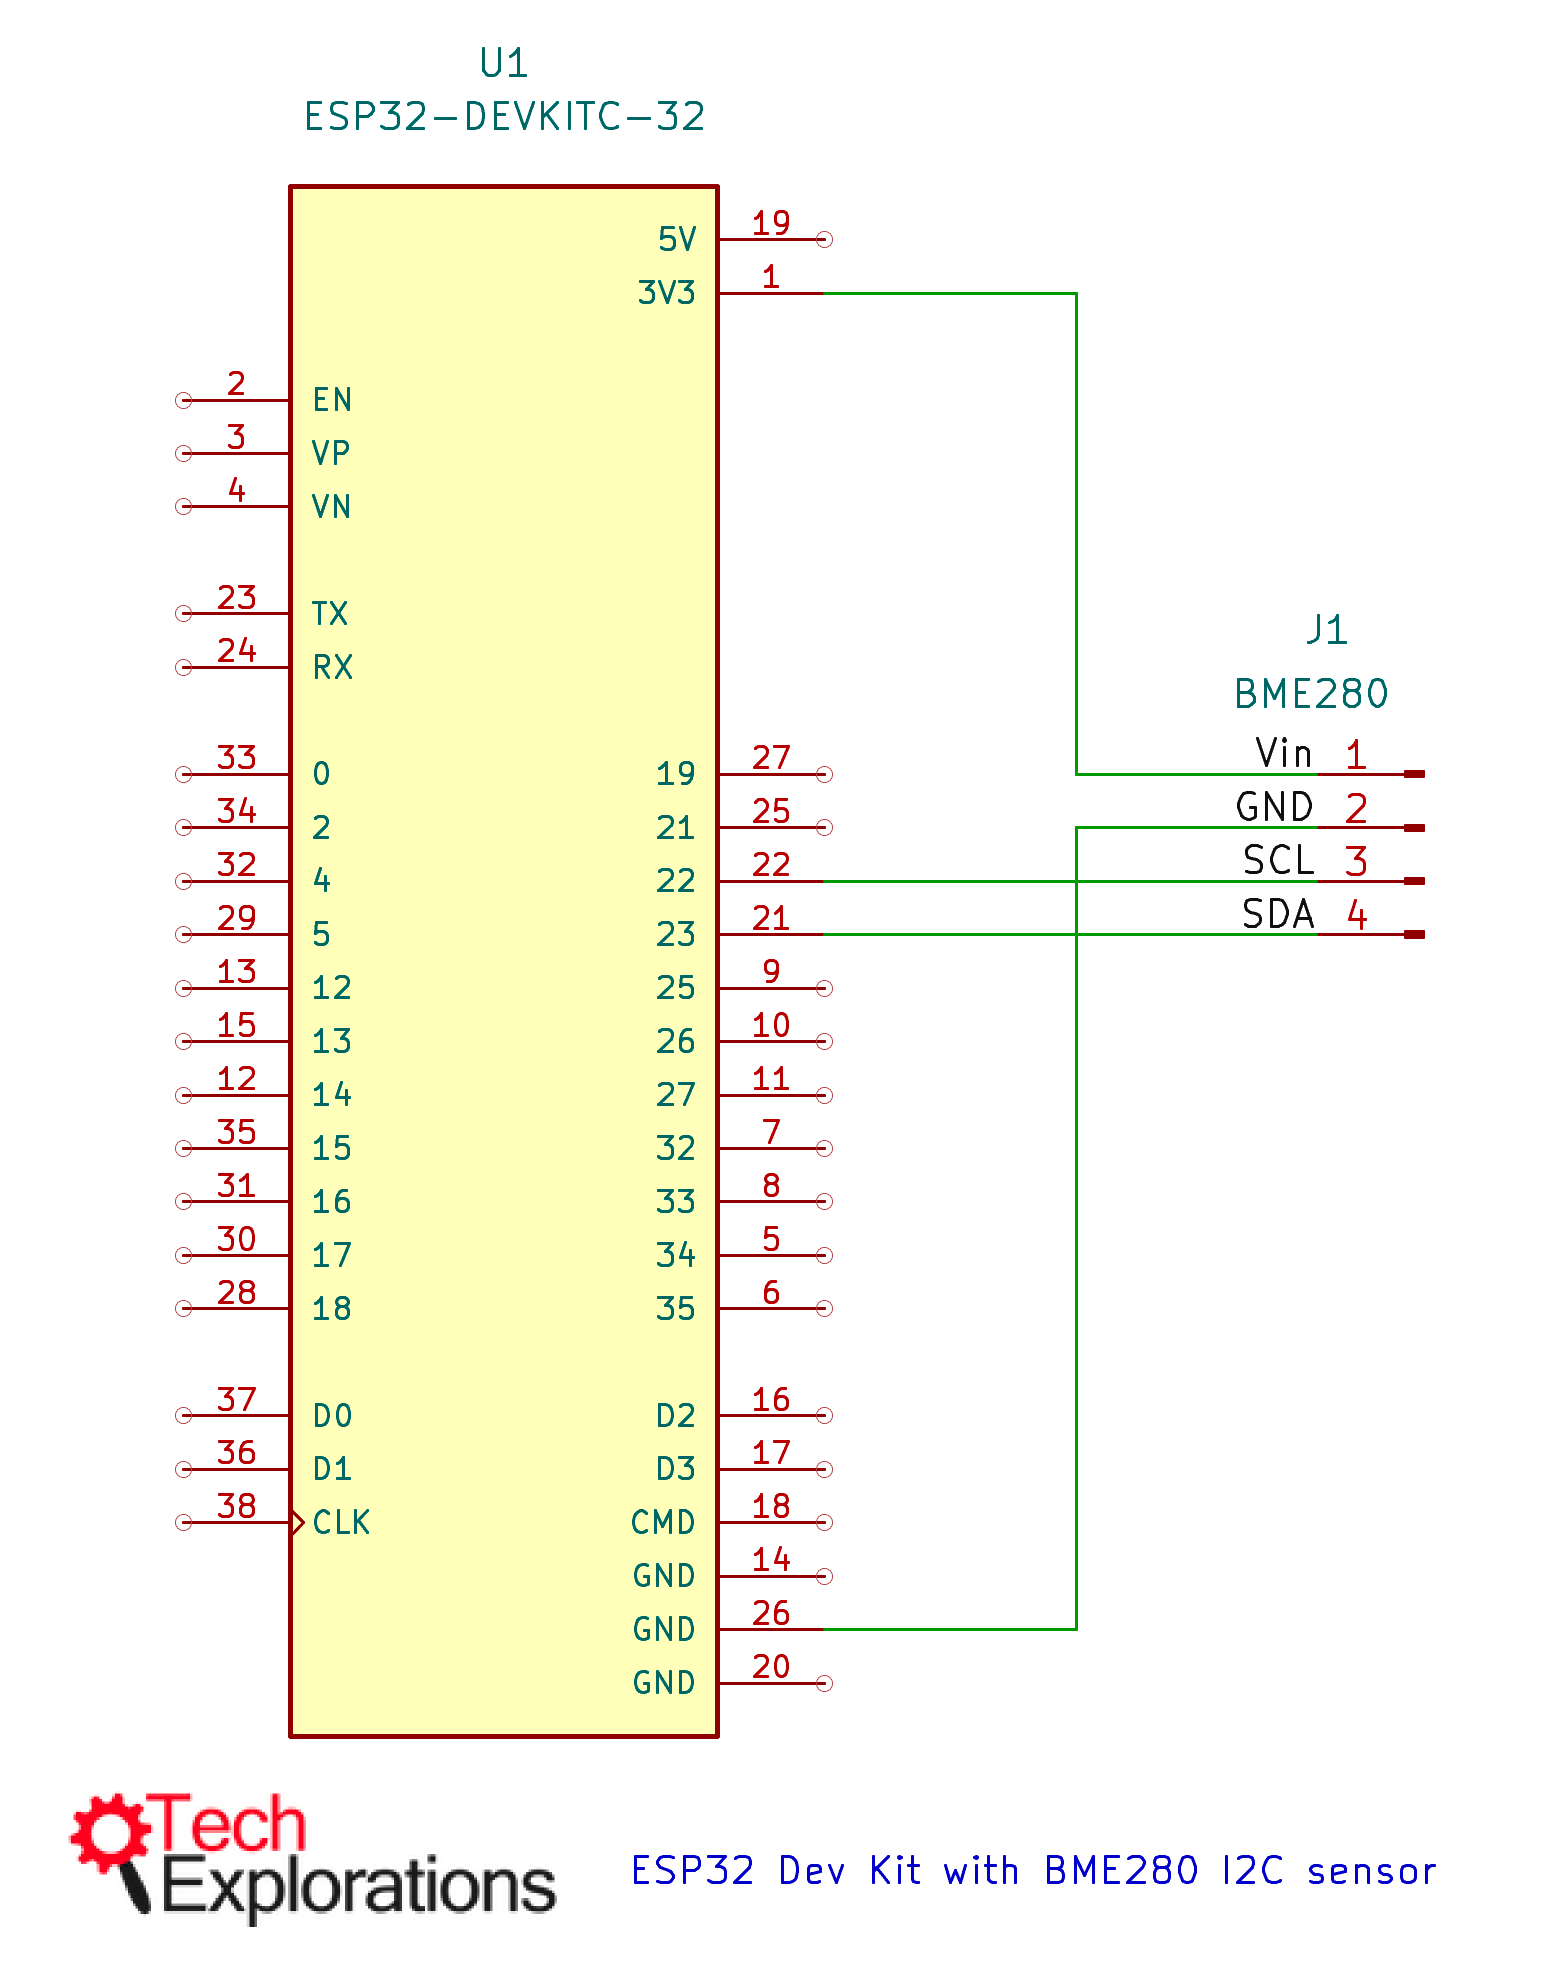 U1
ESP32-DEVKITC-32
5V 19
3V3 1
2 EN
3 VP
4 VN
23 TX
24 RX
J1
BME280
33 0 19 27 Vin 1
34 2 21 25 GND 2
32 4 22 22 SCL 3
29 5 23 21 SDA 4
13 12 25 9
15 13 26 10
12 14 27 11
35 15 32 7
31 16 33 8
30 17 34 5
28 18 35 6
37 D0 D2 16
36 D1 D3 17
38 CLK CMD 18
GND 14
GND 26
GND 20
Tech
Explorations
ESP32 Dev Kit with BME280 I2C sensor